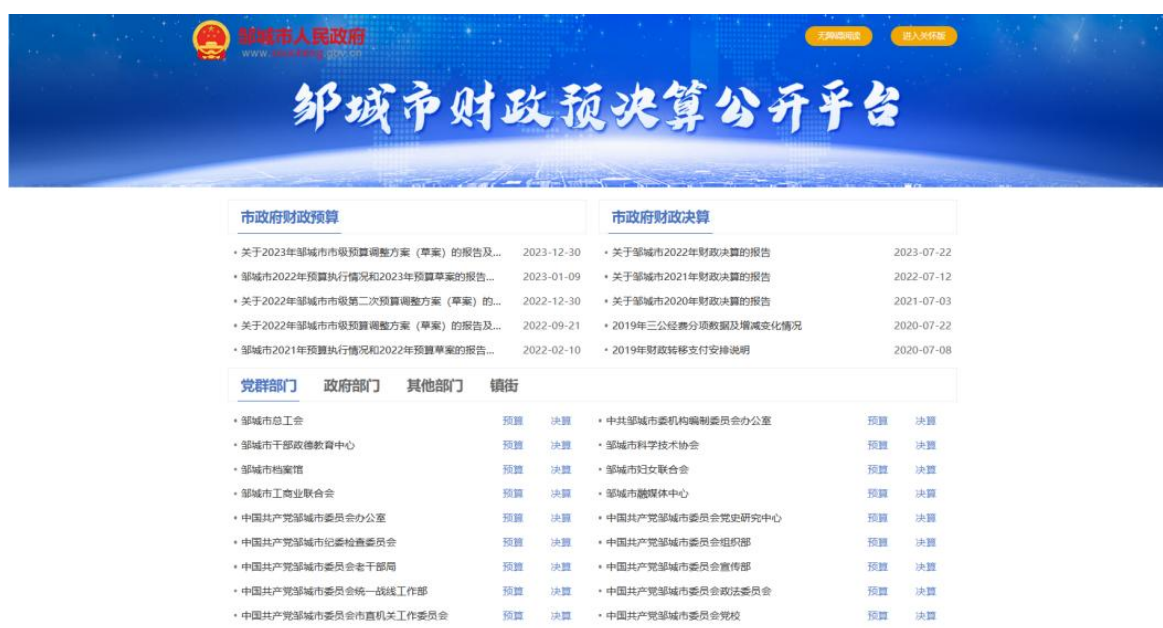 邹城市人民政府
无障碍阅读
进入关怀版
邹城市财政预决算公开平台
市政府财政预算
• 关于2023年邹城市市级预算调整方案（草案）的报告及... 2023-12-30
• 邹城市2022年预算执行情况和2023年预算草案的报告... 2023-01-09
• 关于2022年邹城市市级第二次预算调整方案（草案）的... 2022-12-30
• 关于2022年邹城市市级预算调整方案（草案）的报告及... 2022-09-21
• 邹城市2021年预算执行情况和2022年预算草案的报告... 2022-02-10
市政府财政决算
• 关于邹城市2022年财政决算的报告 2023-07-22
• 关于邹城市2021年财政决算的报告 2022-07-12
• 关于邹城市2020年财政决算的报告 2021-07-03
• 2019年三公经费分项数据及增减变化情况 2020-07-22
• 2019年财政转移支付安排说明 2020-07-08
党群部门 政府部门 其他部门 镇街
• 邹城市总工会 预算 决算 • 中共邹城市委机构编制委员会办公室 预算 决算
• 邹城市干部政德教育中心 预算 决算 • 邹城市科学技术协会 预算 决算
• 邹城市档案馆 预算 决算 • 邹城市妇女联合会 预算 决算
• 邹城市工商业联合会 预算 决算 • 邹城市融媒体中心 预算 决算
• 中国共产党邹城市委员会办公室 预算 决算 • 中国共产党邹城市委员会党史研究中心 预算 决算
• 中国共产党邹城市纪委检查委员会 预算 决算 • 中国共产党邹城市委员会组织部 预算 决算
• 中国共产党邹城市委员会老干部局 预算 决算 • 中国共产党邹城市委员会宣传部 预算 决算
• 中国共产党邹城市委员会统一战线工作部 预算 决算 • 中国共产党邹城市委员会政法委员会 预算 决算
• 中国共产党邹城市委员会市直机关工作委员会 预算 决算 • 中国共产党邹城市委员会党校 预算 决算